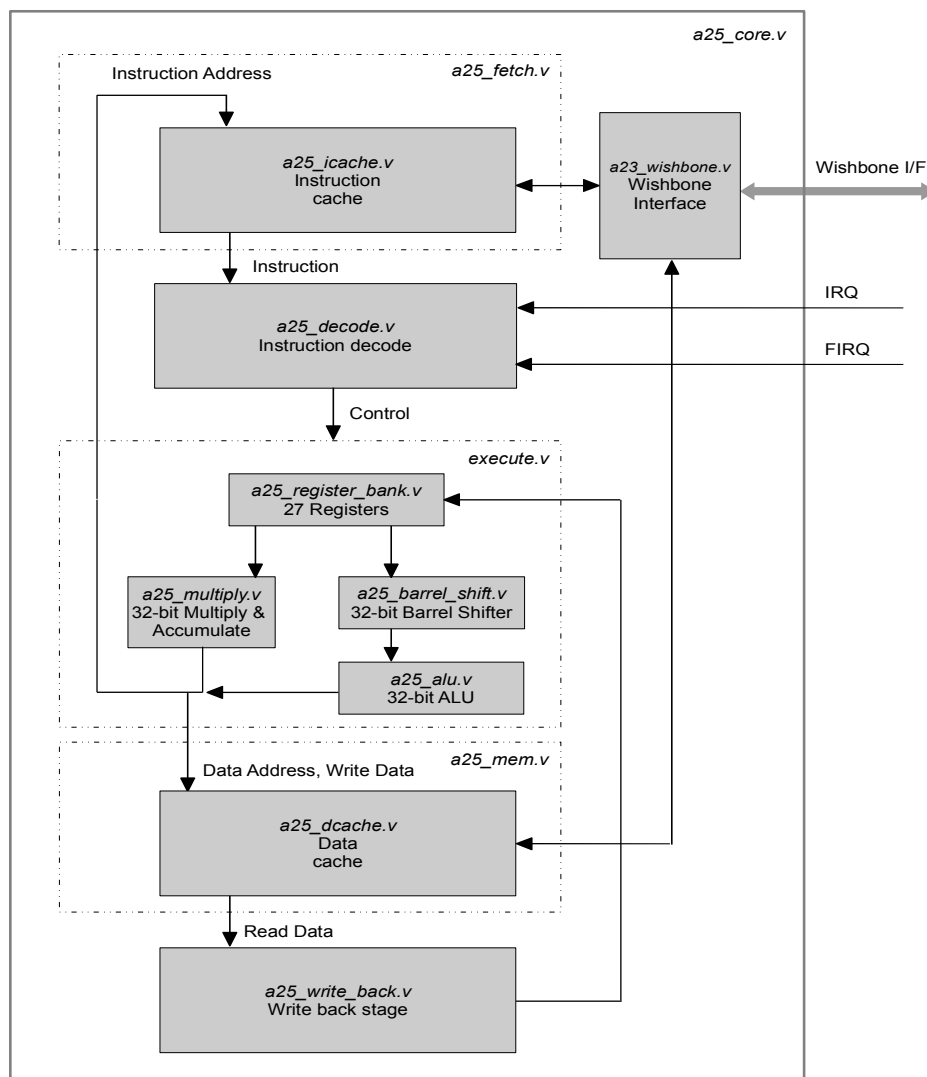 a25_core.v
a25_fetch.v
Instruction Address
a25_icache.v
Instruction
cache
a23_wishbone.v
Wishbone
Interface
Wishbone I/F
Instruction
a25_decode.v
Instruction decode
IRQ
FIRQ
Control
execute.v
a25_register_bank.v
27 Registers
a25_multiply.v
32-bit Multiply &
Accumulate
a25_barrel_shift.v
32-bit Barrel Shifter
a25_alu.v
32-bit ALU
a25_mem.v
Data Address, Write Data
a25_dcache.v
Data
cache
Read Data
a25_write_back.v
Write back stage